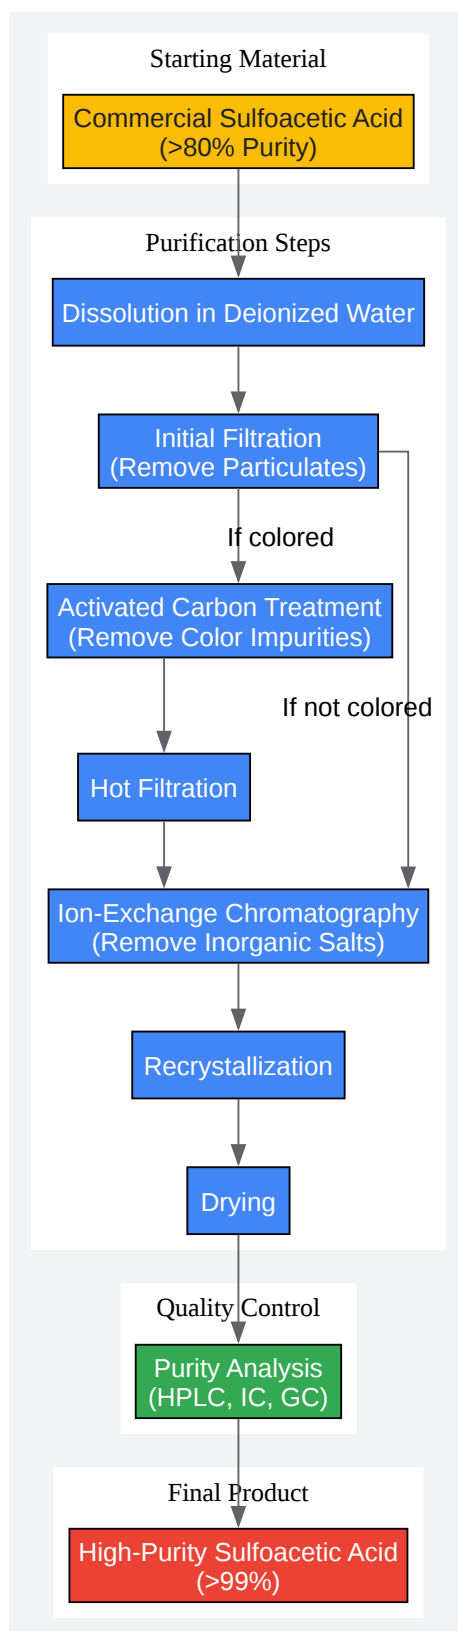 Starting Material
Commercial Sulfoacetic Acid
(>80% Purity)
Purification Steps
Dissolution in Deionized Water
Initial Filtration
(Remove Particulates)
If colored
Activated Carbon Treatment
(Remove Color Impurities)
If not colored
Hot Filtration
Ion-Exchange Chromatography
(Remove Inorganic Salts)
Recrystallization
Drying
Quality Control
Purity Analysis
(HPLC, IC, GC)
Final Product
High-Purity Sulfoacetic Acid
(>99%)